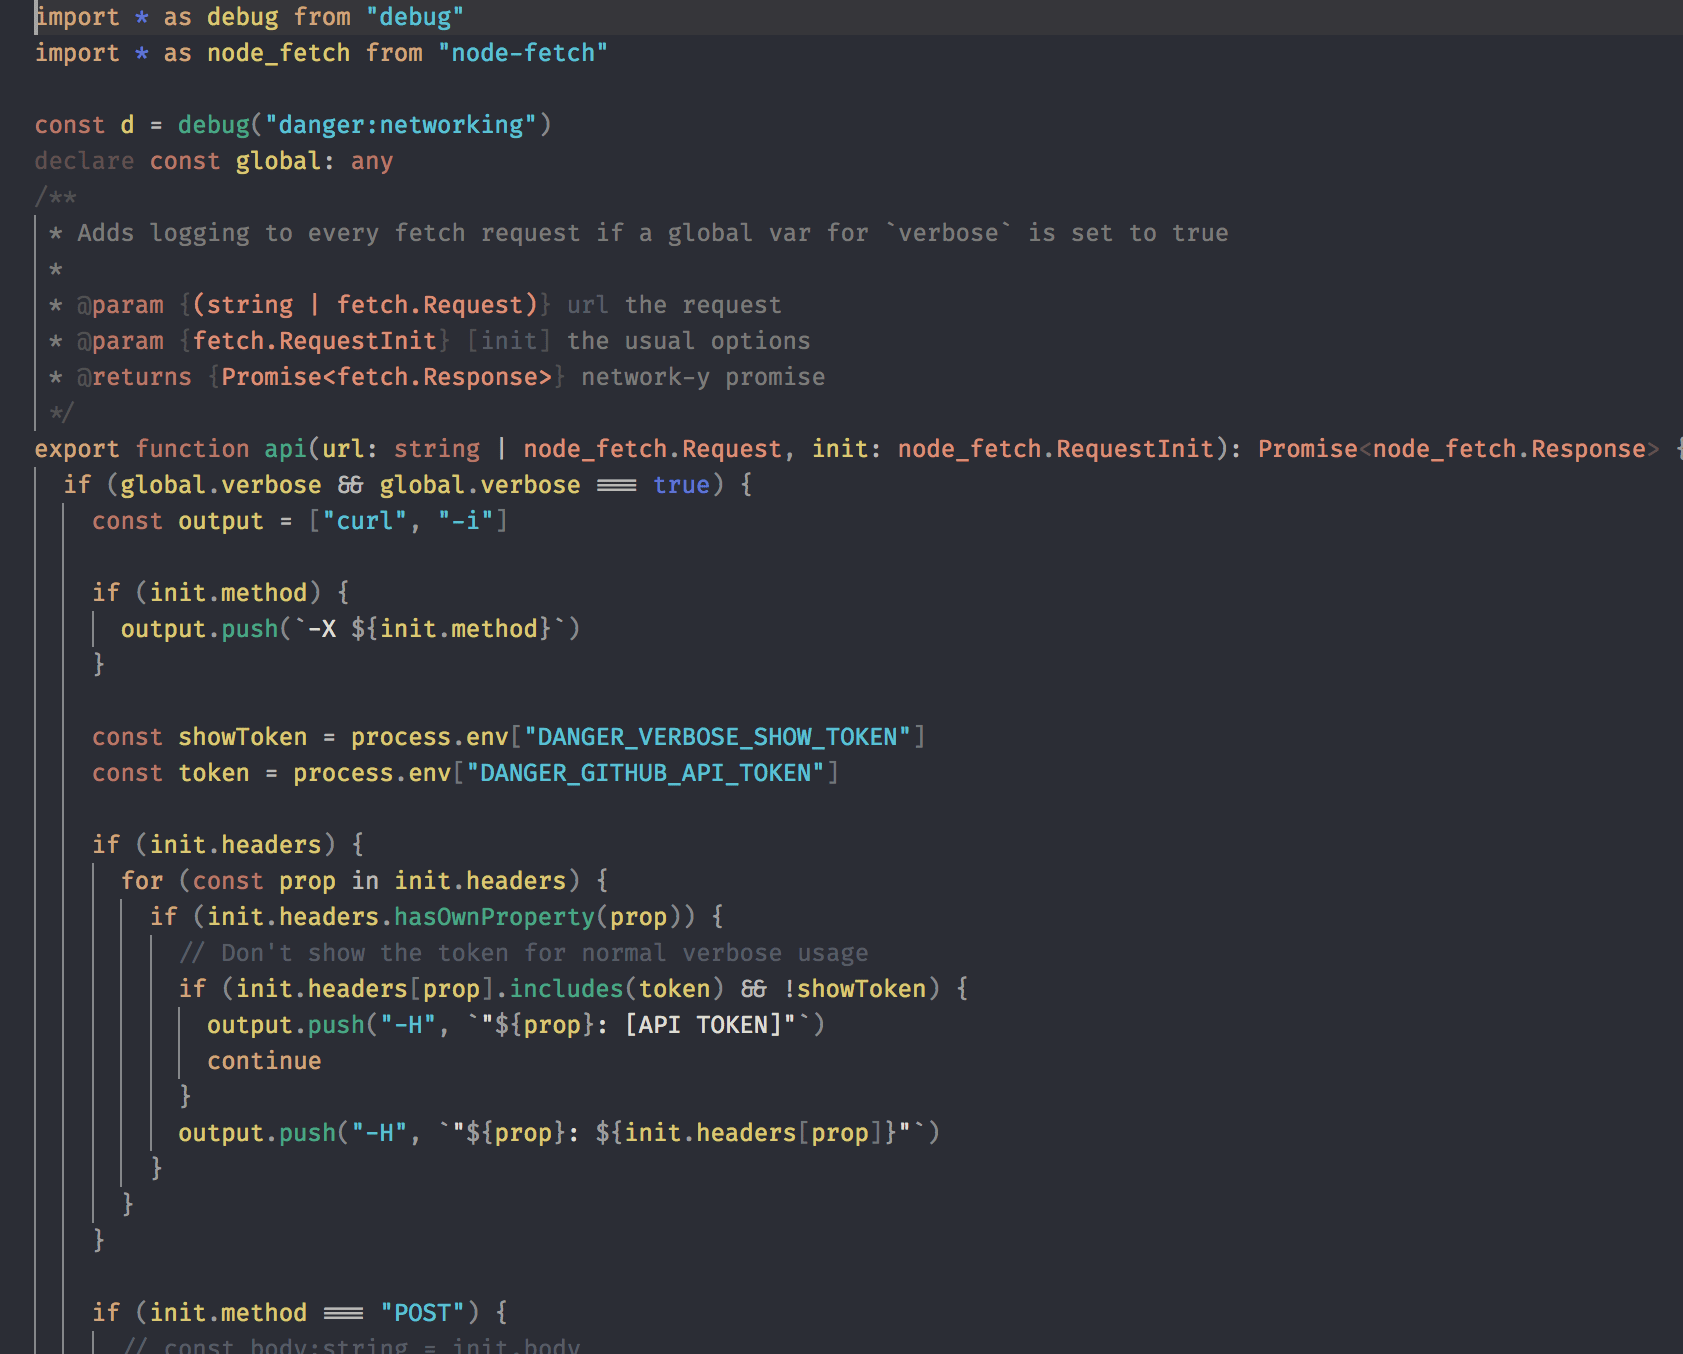 import * as debug from "debug"
import * as node_fetch from "node-fetch"
const d = debug("danger:networking")
declare const global: any
/**
* Adds logging to every fetch request if a global var for `verbose` is set to true
*
* @param {(string | fetch.Request)} url the request
* @param {fetch.RequestInit} [init] the usual options
* @returns {Promise<fetch.Response>} network-y promise
*/
export function api(url: string | node_fetch.Request, init: node_fetch.RequestInit): Promise<node_fetch.Response> {
if (global.verbose && global.verbose === true) {
const output = ["curl", "-i"]
if (init.method) {
output.push(`-X ${init.method}`)
}
const showToken = process.env["DANGER_VERBOSE_SHOW_TOKEN"]
const token = process.env["DANGER_GITHUB_API_TOKEN"]
if (init.headers) {
for (const prop in init.headers) {
if (init.headers.hasOwnProperty(prop)) {
// Don't show the token for normal verbose usage
if (init.headers[prop].includes(token) && !showToken) {
output.push("-H", `"${prop}: [API TOKEN]"`)
continue
}
output.push("-H", `"${prop}: ${init.headers[prop]}"`)
}
}
}
if (init.method === "POST") {
// const body:string = init.body